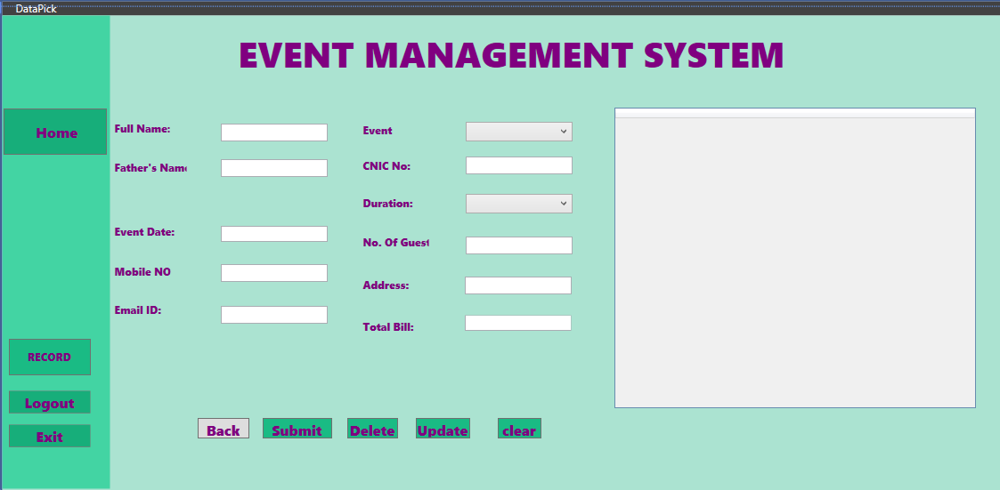 DataPick
EVENT MANAGEMENT SYSTEM
Home
RECORD
Logout
Exit
Full Name:
Father's Name
Event Date:
Mobile NO
Email ID:
Event
CNIC No:
Duration:
No. Of Guest
Address:
Total Bill:
Back
Submit
Delete
Update
clear